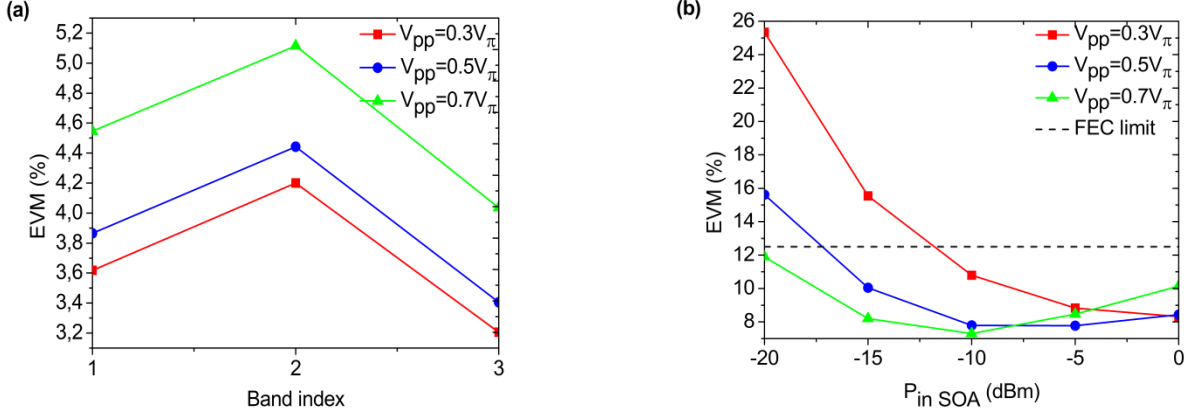 (a)
5,2
5,0
4,8
4,6
4,4
4,2
4,0
3,8
3,6
3,4
3,2
EVM (%)
1
2
3
Band index
Vpp=0.3Vπ
Vpp=0.5Vπ
Vpp=0.7Vπ
(b)
26
24
22
20
18
16
14
12
10
8
EVM (%)
-20
-15
-10
-5
0
Pin SOA (dBm)
Vpp=0.3Vπ
Vpp=0.5Vπ
Vpp=0.7Vπ
FEC limit